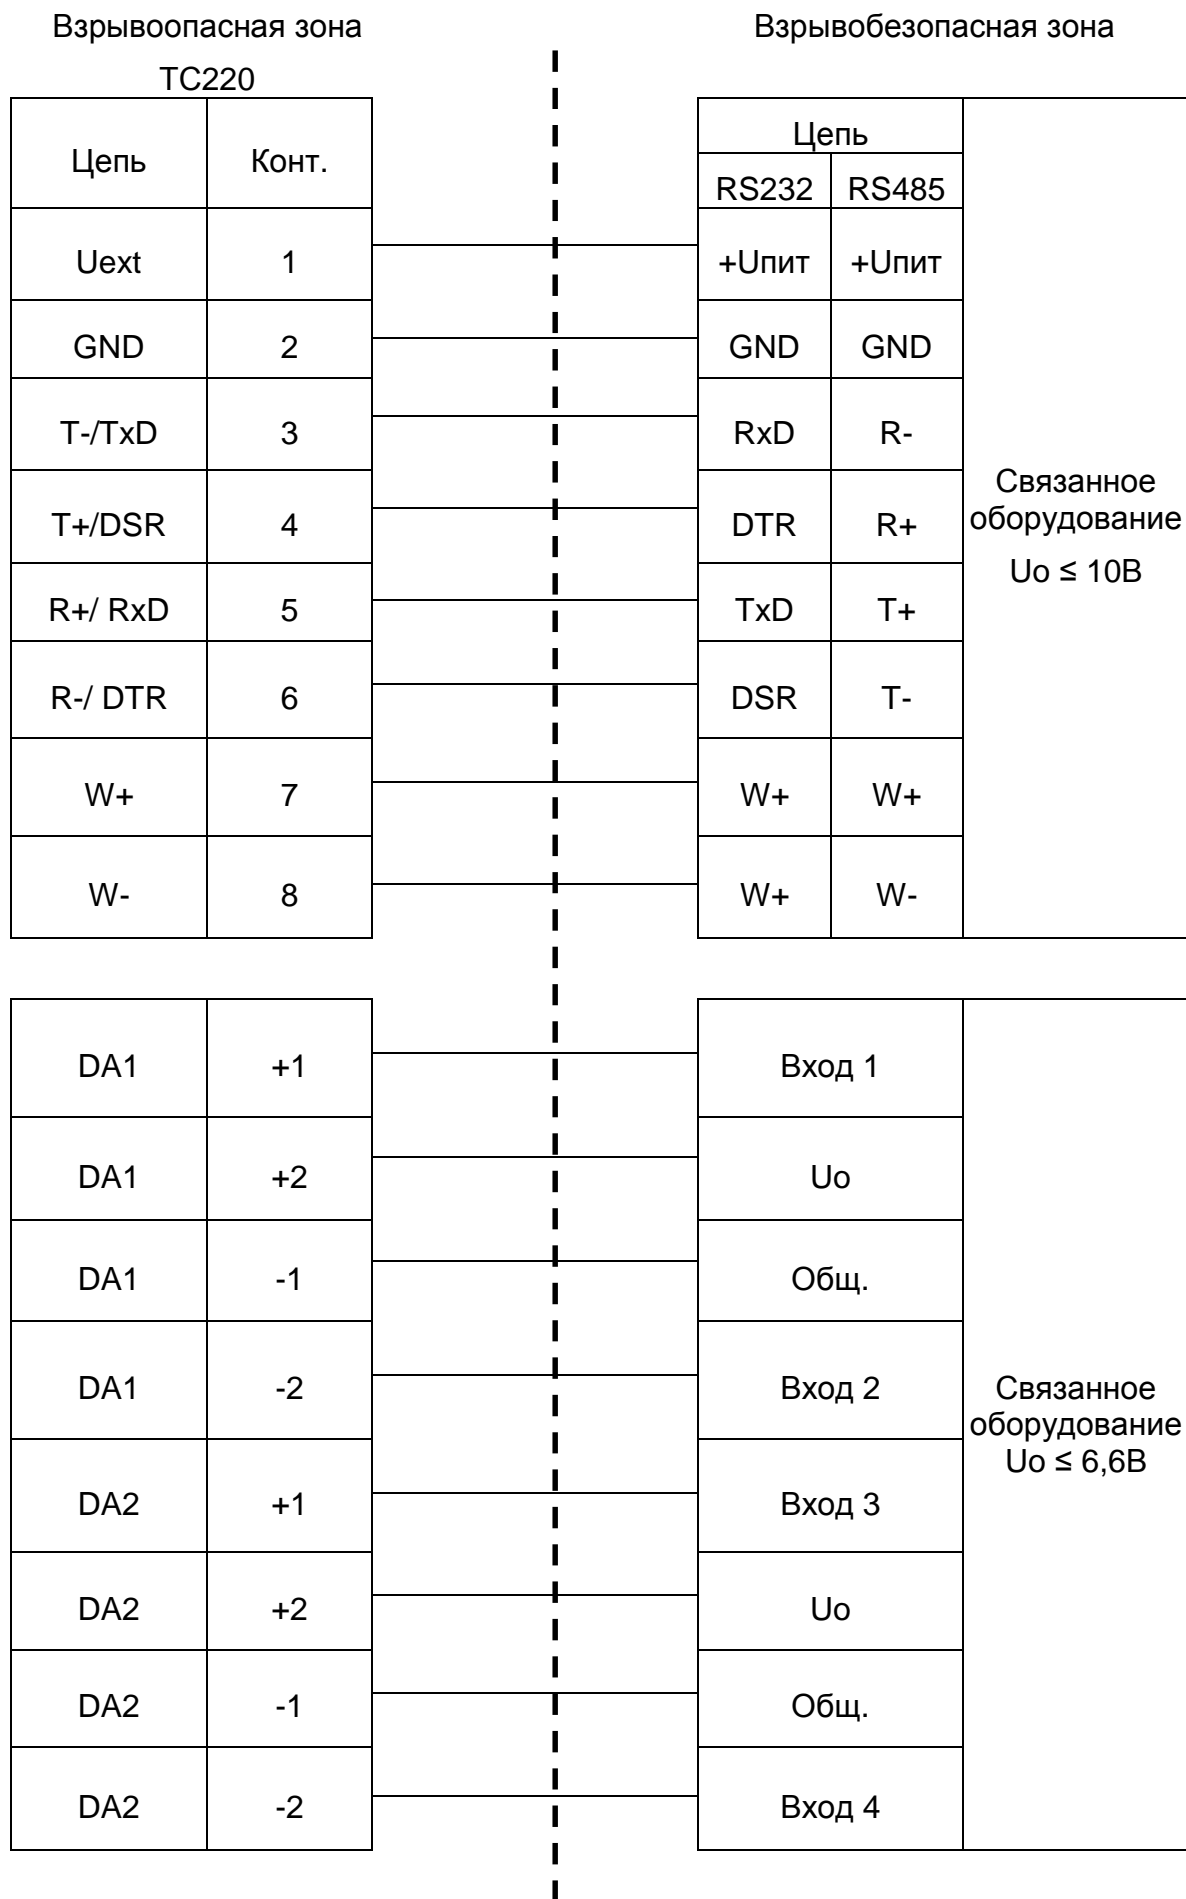 Взрывоопасная зона Взрывобезопасная зона
TC220
Цепь Конт. Цепь
RS232 RS485
Uext 1 +Uпит +Uпит
GND 2 GND GND
T-/TxD 3 RxD R-
T+/DSR 4 DTR R+
R+/ RxD 5 TxD T+
R-/ DTR 6 DSR T-
W+ 7 W+ W+
W- 8 W+ W-
Связанное
оборудование
Uo ≤ 10В
DA1 +1 Вход 1
DA1 +2 Uo
DA1 -1 Общ.
DA1 -2 Вход 2
DA2 +1 Вход 3
DA2 +2 Uo
DA2 -1 Общ.
DA2 -2 Вход 4
Связанное
оборудование
Uo ≤ 6,6В